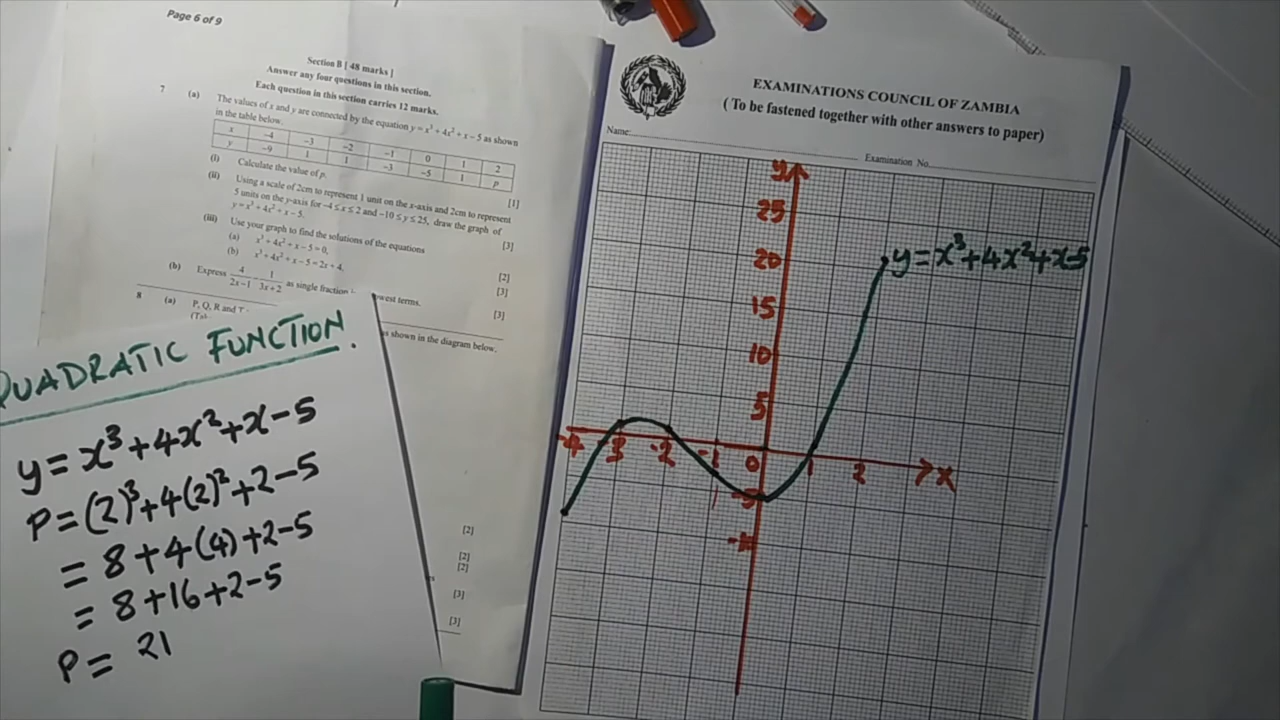 Page 6 of 9
Section B [ 48 marks ]
Answer any four questions in this section.
Each question in this section carries 12 marks.
7 (a) The values of x and y are connected by the equation y = x³ + 4x² + x – 5 as shown
in the table below.
x -4 -3 -2 -1 0 1 2
y -9 1 1 -3 -5 1 p
(i) Calculate the value of p. [1]
(ii) Using a scale of 2cm to represent 1 unit on the x-axis and 2cm to represent
5 units on the y-axis for -4 ≤ x ≤ 2 and -10 ≤ y ≤ 25, draw the graph of
y = x³ + 4x² + x – 5. [3]
(iii) Use your graph to find the solutions of the equations
(a) x³ + 4x² + x – 5 = 0, [2]
(b) x³ + 4x² + x – 5 = 2x + 4. [3]
(b) Express 4/2x–1 – 1/3x+2 as single fraction west terms. [3]
8 (a) P, Q, R and T
as shown in the diagram below.
[2]
[2]
[2]
[3]
[3]
QUADRATIC FUNCTION.
y = x³ + 4x² + x – 5
P = (2)³ + 4(2)² + 2 – 5
= 8 + 4(4) + 2 – 5
= 8 + 16 + 2 – 5
P = 21
EXAMINATIONS COUNCIL OF ZAMBIA
( To be fastened together with other answers to paper)
Name:
Examination No.
y
25
20
y = x³ + 4x² + x – 5
15
10
5
-4 3 -2 -1 0 1 2 x
-5